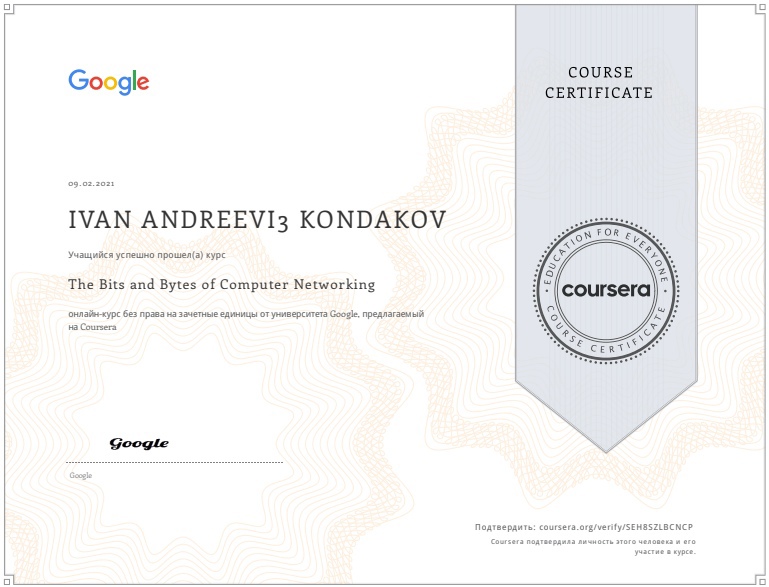 Google
COURSE
CERTIFICATE
09.02.2021
IVAN ANDREEVI3 KONDAKOV
Учащийся успешно прошел(а) курс
The Bits and Bytes of Computer Networking
онлайн-курс без права на зачетные единицы от университета Google, предлагаемый
на Coursera
EDUCATION FOR EVERYONE
coursera
COURSE CERTIFICATE
Google
Google
Подтвердить: coursera.org/verify/SEH8SZLBCNCP
Coursera подтвердила личность этого человека и его
участие в курсе.